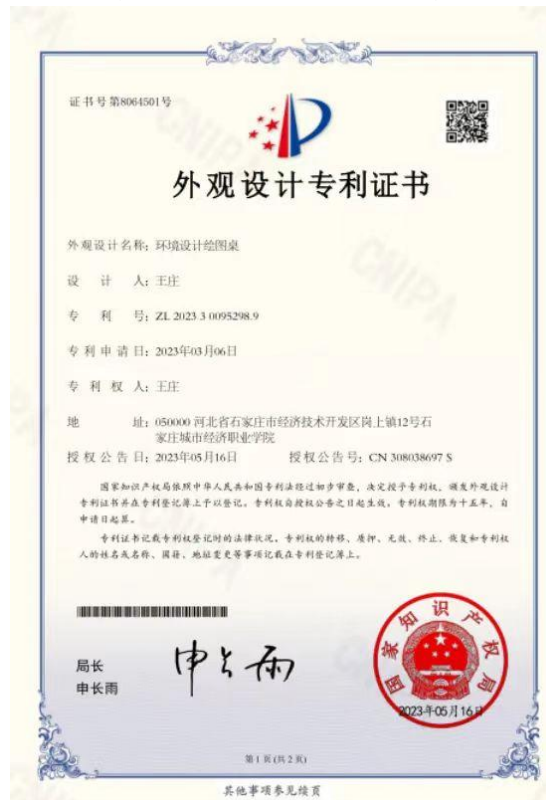 证书号第8064501号
外观设计专利证书
外观设计名称：环境设计绘图桌
设 计 人：王庄
专 利 号：ZL 2023 3 0095298.9
专利申请日：2023年03月06日
专 利 权 人：王庄
地 址：050000 河北省石家庄市经济技术开发区岗上镇12号石
家庄城市经济职业学院
授权公告日：2023年05月16日 授权公告号：CN 308038697 S
国家知识产权局依照中华人民共和国专利法经过初步审查，决定授予专利权，颁发外观设计
专利证书并在专利登记簿上予以登记。专利权自授权公告之日起生效。专利权期限为十五年，自
申请日起算。
专利证书记载专利权登记时的法律状况。专利权的转移、质押、无效、终止、恢复和专利权
人的姓名或名称、国籍、地址变更等事项记载在专利登记簿上。
局长
申长雨
申长雨
国家知识产权局
2023年05月16日
第 1 页 (共 2 页)
其他事项参见续页
CNIPA